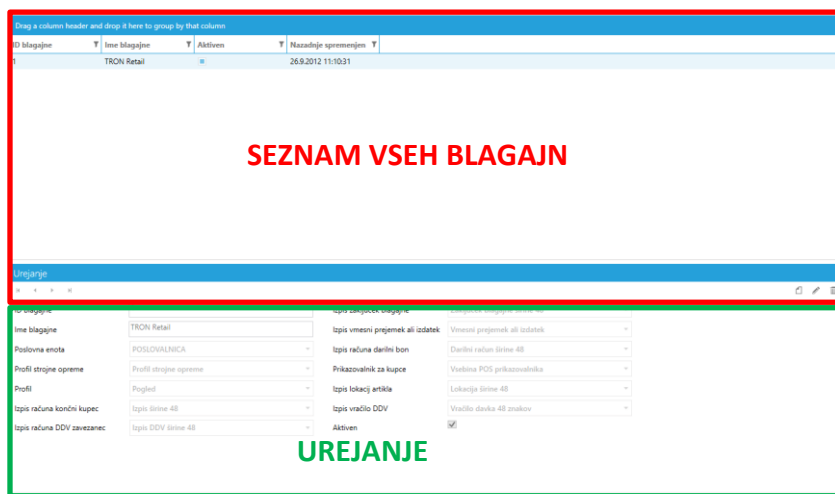 Drag a column header and drop it here to group by that column
ID blagajne Ime blagajne Aktiven Nazadnje spremenjen
1 TRON Retail 26.9.2012 11:10:31
SEZNAM VSEH BLAGAJN
Urejanje
ID blagajne Izpis zaključek blagajne Zaključek blagajne širine 48
Ime blagajne TRON Retail Izpis vmesni prejemek ali izdatek Vmesni prejemek ali izdatek
Poslovna enota POSLOVALNICA Izpis računa darilni bon Darilni račun širine 48
Profil strojne opreme Profil strojne opreme Prikazovalnik za kupce Vsebina POS prikazovalnika
Profil Pogled Izpis lokacij artikla Lokacija širine 48
Izpis računa končni kupec Izpis širine 48 Izpis vračilo DDV Vračilo davka 48 znakov
Izpis računa DDV zavezanec Izpis DDV širine 48 Aktiven
UREJANJE